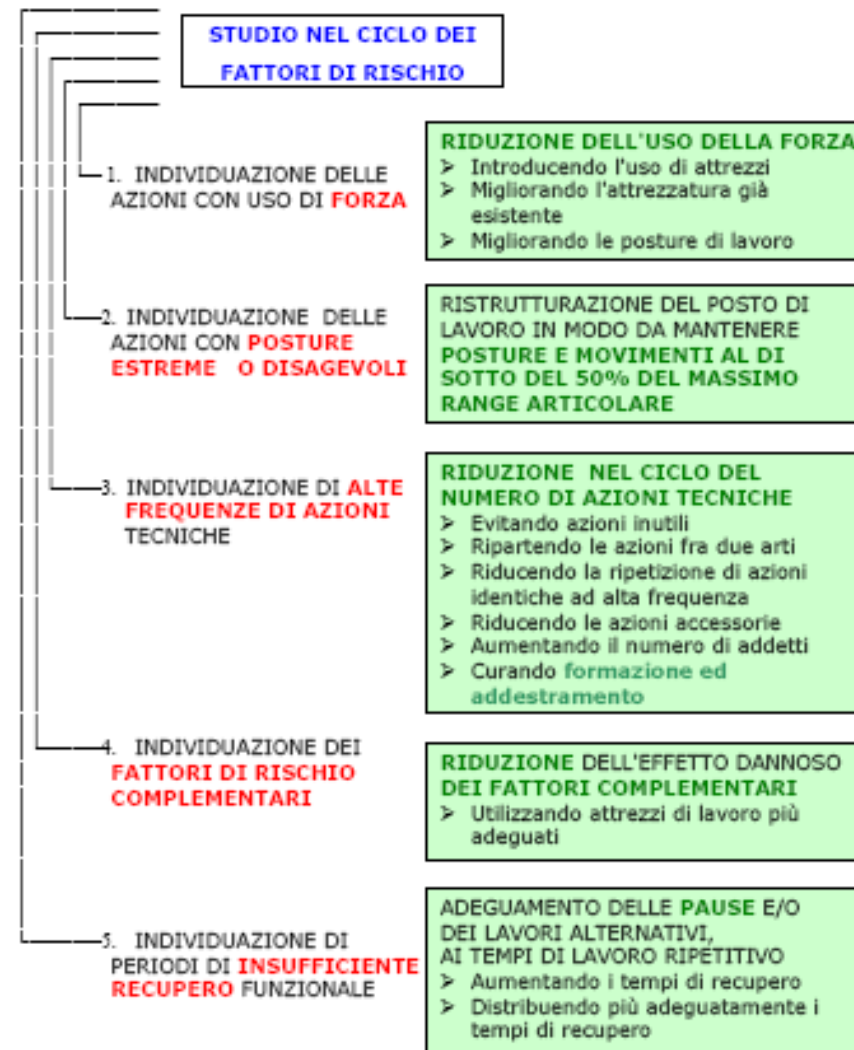 STUDIO NEL CICLO DEI
FATTORI DI RISCHIO
1. INDIVIDUAZIONE DELLE
AZIONI CON USO DI FORZA
RIDUZIONE DELL'USO DELLA FORZA
➢ Introducendo l'uso di attrezzi
➢ Migliorando l'attrezzatura già
esistente
➢ Migliorando le posture di lavoro
2. INDIVIDUAZIONE DELLE
AZIONI CON POSTURE
ESTREME O DISAGEVOLI
RISTRUTTURAZIONE DEL POSTO DI
LAVORO IN MODO DA MANTENERE
POSTURE E MOVIMENTI AL DI
SOTTO DEL 50% DEL MASSIMO
RANGE ARTICOLARE
3. INDIVIDUAZIONE DI ALTE
FREQUENZE DI AZIONI
TECNICHE
RIDUZIONE NEL CICLO DEL
NUMERO DI AZIONI TECNICHE
➢ Evitando azioni inutili
➢ Ripartendo le azioni fra due arti
➢ Riducendo la ripetizione di azioni
identiche ad alta frequenza
➢ Riducendo le azioni accessorie
➢ Aumentando il numero di addetti
➢ Curando formazione ed
addestramento
4. INDIVIDUAZIONE DEI
FATTORI DI RISCHIO
COMPLEMENTARI
RIDUZIONE DELL'EFFETTO DANNOSO
DEI FATTORI COMPLEMENTARI
➢ Utilizzando attrezzi di lavoro più
adeguati
5. INDIVIDUAZIONE DI
PERIODI DI INSUFFICIENTE
RECUPERO FUNZIONALE
ADEGUAMENTO DELLE PAUSE E/O
DEI LAVORI ALTERNATIVI,
AI TEMPI DI LAVORO RIPETITIVO
➢ Aumentando i tempi di recupero
➢ Distribuendo più adeguatamente i
tempi di recupero